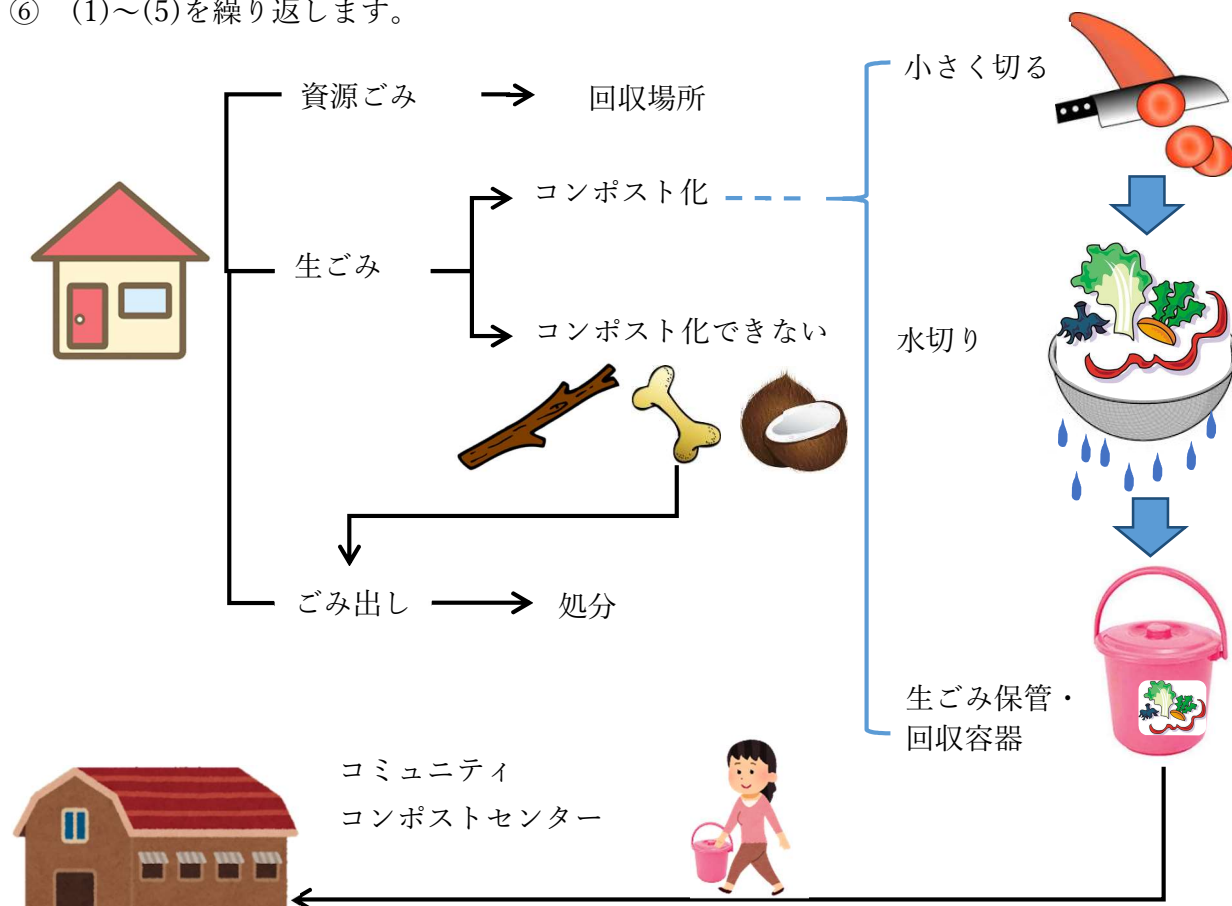 ⑥ (1)～(5)を繰り返します。
資源ごみ
回収場所
小さく切る
コンポスト化
生ごみ
コンポスト化できない
水切り
ごみ出し
処分
生ごみ保管・
回収容器
コミュニティ
コンポストセンター